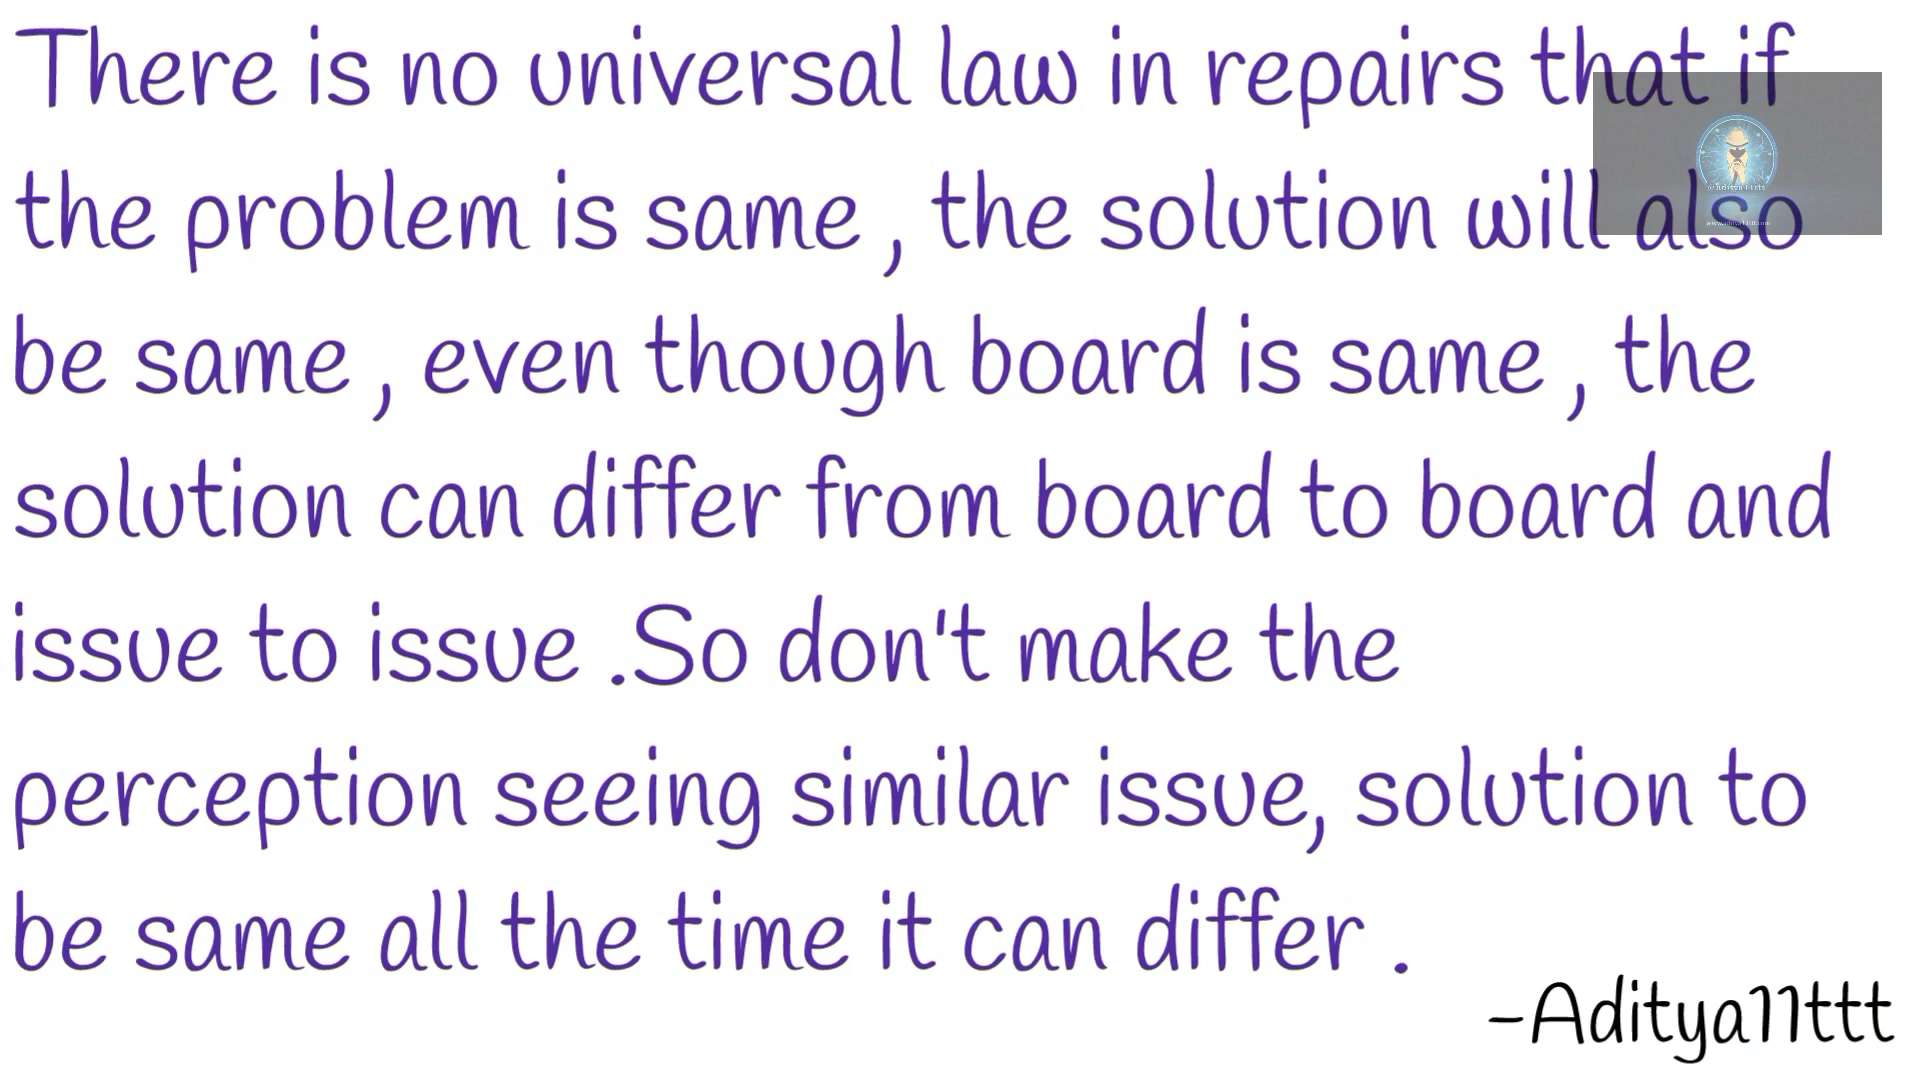 There is no universal law in repairs that if
the problem is same , the solution will also
be same , even though board is same , the
solution can differ from board to board and
issue to issue .So don't make the
perception seeing similar issue, solution to
be same all the time it can differ .
-Aditya11ttt
@Aditya11ttt